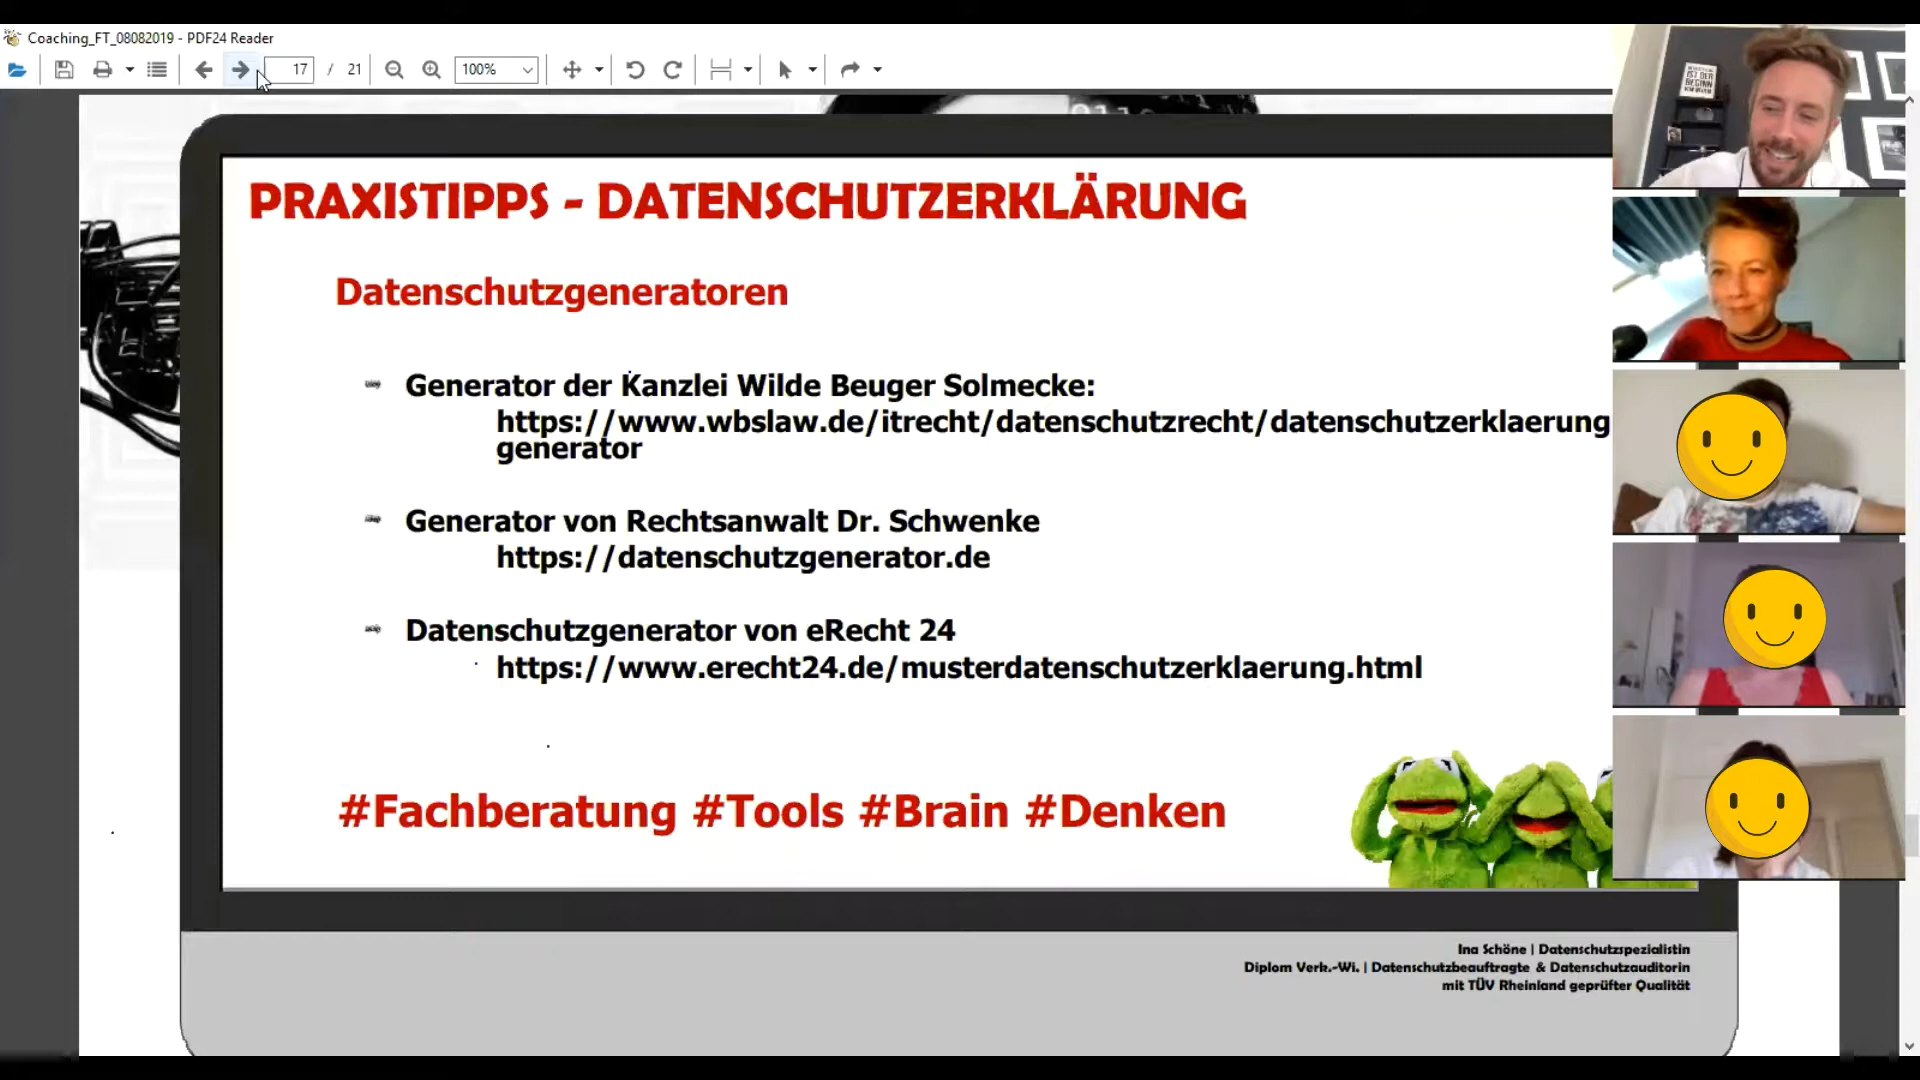 Coaching_FT_08082019 - PDF24 Reader
17 / 21
100%
PRAXISTIPPS - DATENSCHUTZERKLÄRUNG
Datenschutzgeneratoren
Generator der Kanzlei Wilde Beuger Solmecke:
https://www.wbslaw.de/itrecht/datenschutzrecht/datenschutzerklaerung
generator
Generator von Rechtsanwalt Dr. Schwenke
https://datenschutzgenerator.de
Datenschutzgenerator von eRecht 24
https://www.erecht24.de/musterdatenschutzerklaerung.html
#Fachberatung #Tools #Brain #Denken
Ina Schöne | Datenschutzspezialistin
Diplom Verk.-Wi. | Datenschutzbeauftragte & Datenschutzauditorin
mit TÜV Rheinland geprüfter Qualität
IST DER
BEGINN